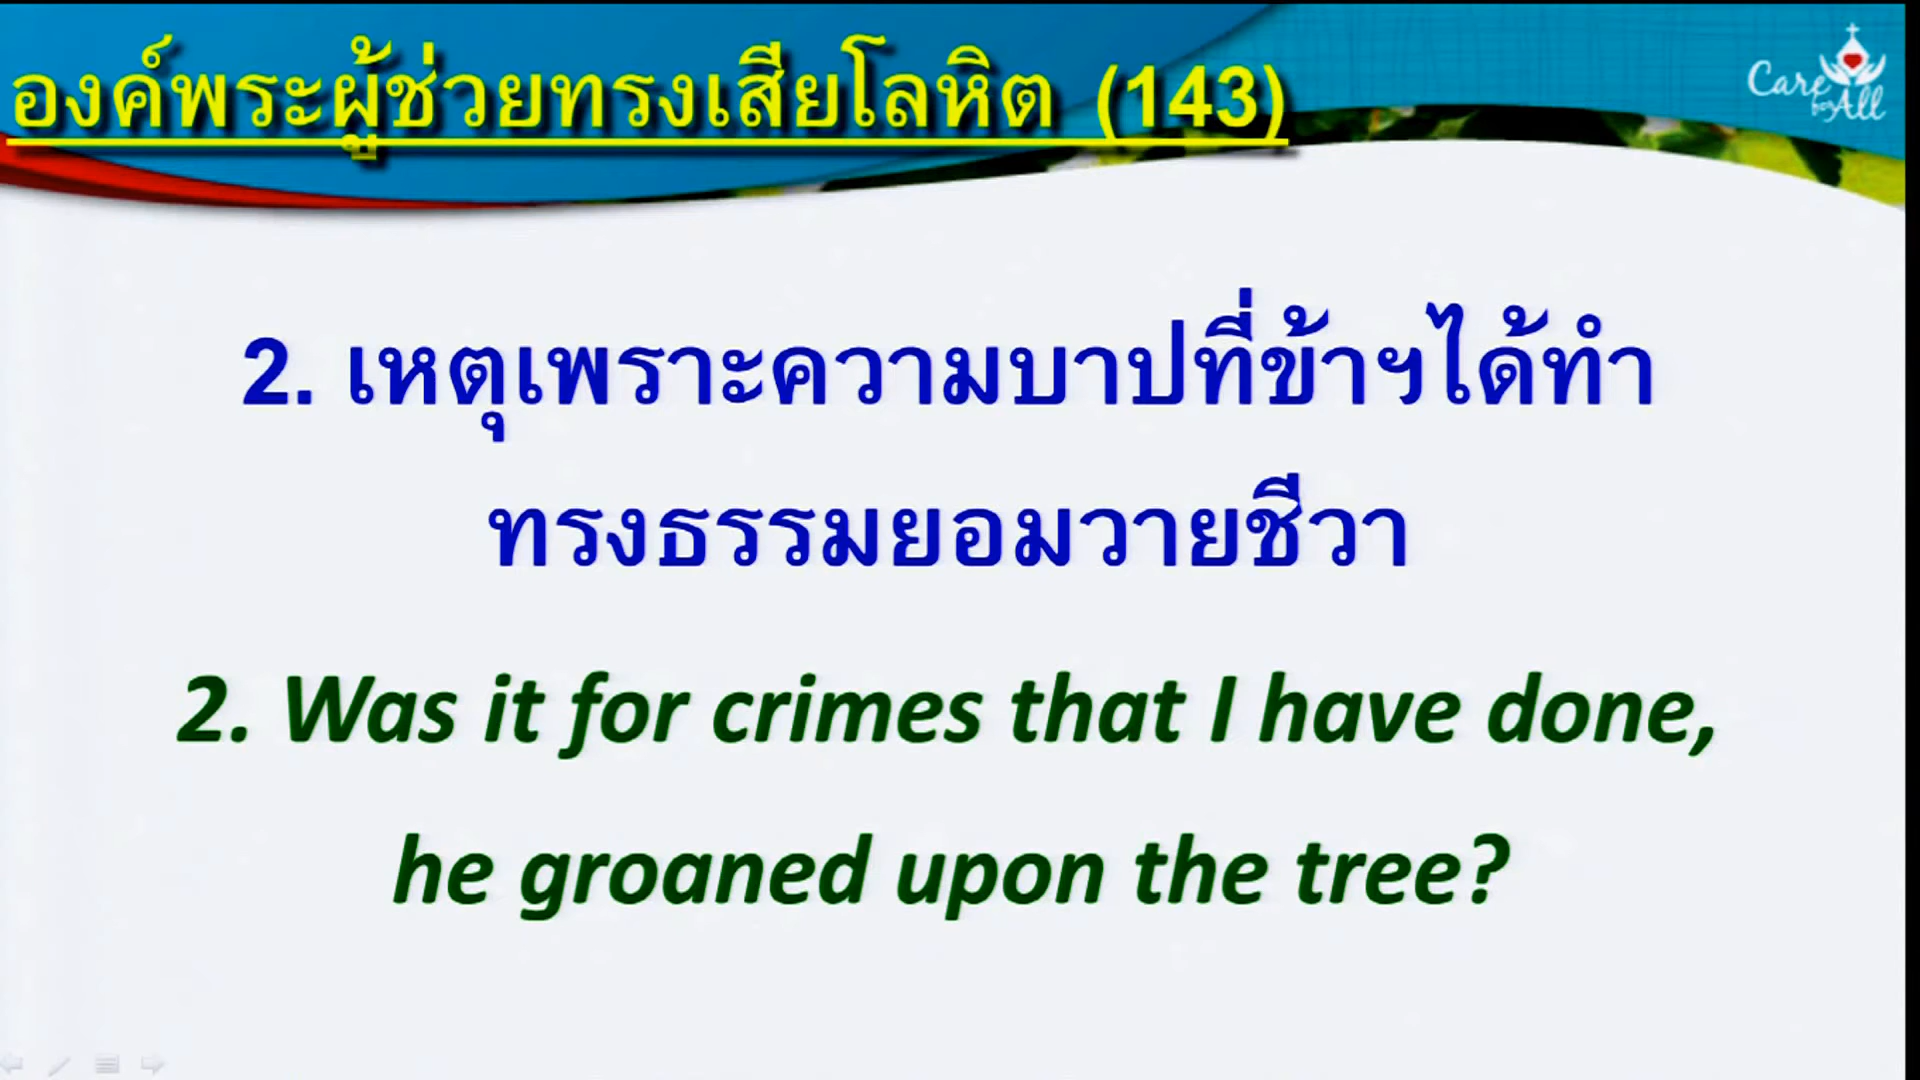 องค์พระผู้ช่วยทรงเสียโลหิต (143)
Care
for All
2. เหตุเพราะความบาปที่ข้าฯได้ทำ
ทรงธรรมยอมวายชีวา
2. Was it for crimes that I have done,
he groaned upon the tree?